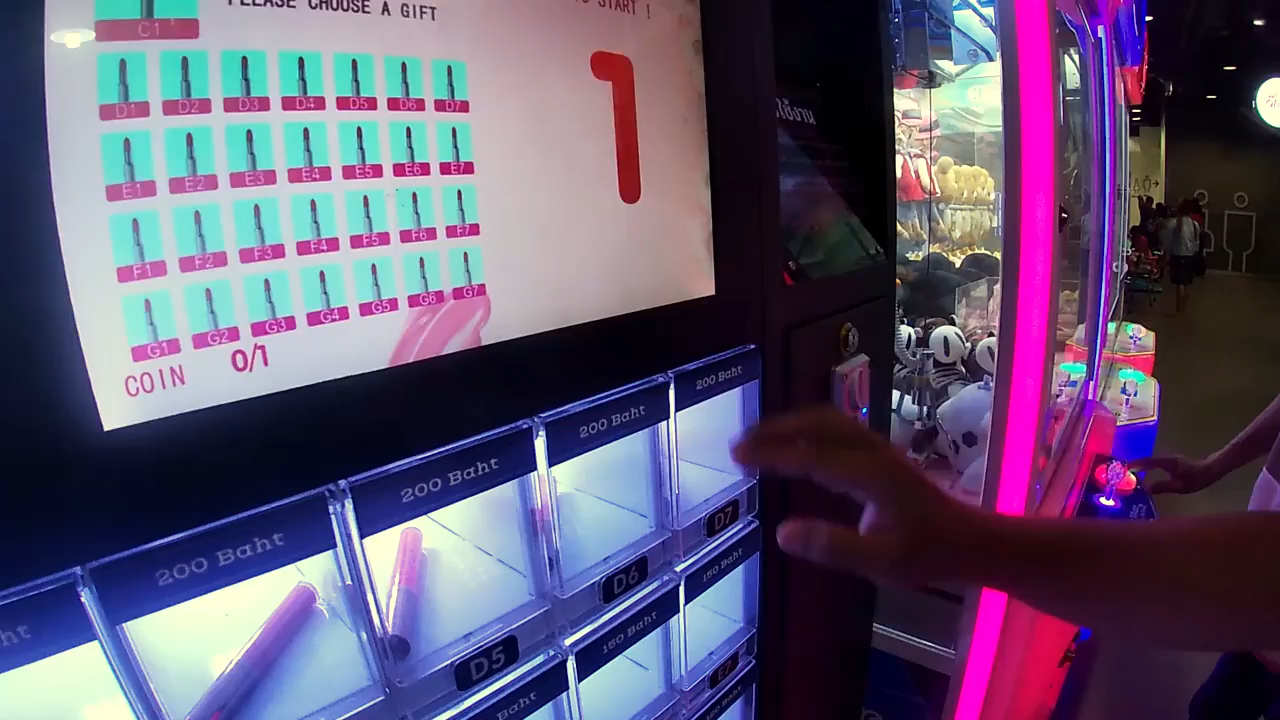 PLEASE CHOOSE A GIFT
START !
C1
1
D1 D2 D3 D4 D5 D6 D7
E1 E2 E3 E4 E5 E6 E7
F1 F2 F3 F4 F5 F6 F7
G1 G2 G3 G4 G5 G6 G7
COIN 0/1
200 Baht
200 Baht
200 Baht
200 Baht
D5
D6
D7
Baht
150 Baht
150 Baht